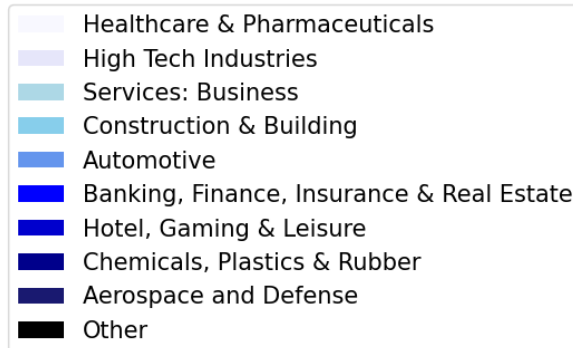 Healthcare & Pharmaceuticals
High Tech Industries
Services: Business
Construction & Building
Automotive
Banking, Finance, Insurance & Real Estate
Hotel, Gaming & Leisure
Chemicals, Plastics & Rubber
Aerospace and Defense
Other